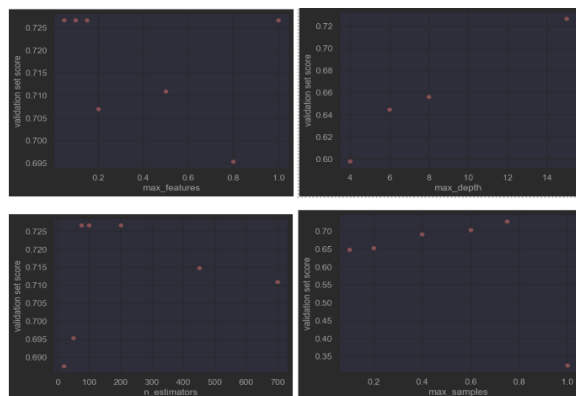 validation set score
0.725
0.720
0.715
0.710
0.705
0.700
0.695
0.2 0.4 0.6 0.8 1.0
max_features
validation set score
0.72
0.70
0.68
0.66
0.64
0.62
0.60
4 6 8 10 12 14
max_depth
validation set score
0.725
0.720
0.715
0.710
0.705
0.700
0.695
0.690
0 100 200 300 400 500 600 700
n_estimators
validation set score
0.70
0.65
0.60
0.55
0.50
0.45
0.40
0.35
0.2 0.4 0.6 0.8 1.0
max_samples